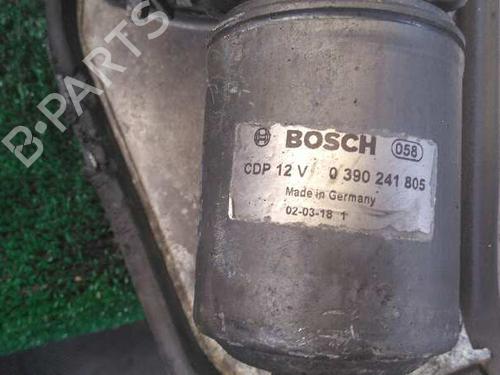 B-PARTS
BOSCH 058
CDP 12 V 0 390 241 805
Made in Germany
02-03-18 1